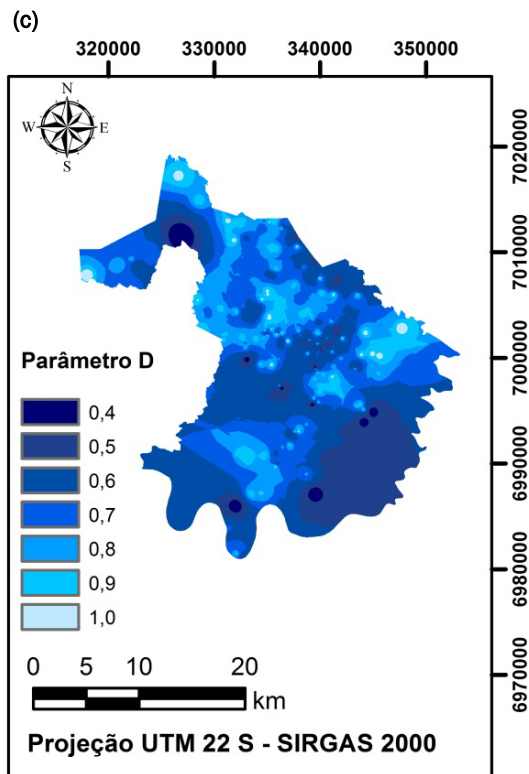 (c)
320000 330000 340000 350000
N
W E
S
7020000
7010000
7000000
6990000
6980000
6970000
Parâmetro D
0,4
0,5
0,6
0,7
0,8
0,9
1,0
0 5 10 20
km
Projeção UTM 22 S - SIRGAS 2000